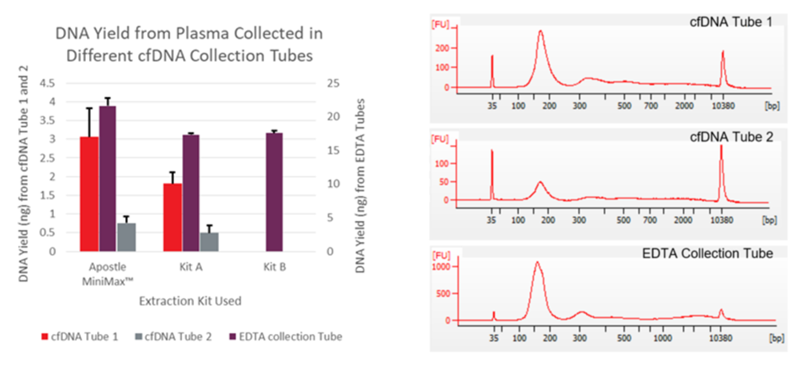 DNA Yield from Plasma Collected in
Different cfDNA Collection Tubes
DNA Yield (ng) from cfDNA Tube 1 and 2
4.5
4
3.5
3
2.5
2
1.5
1
0.5
0
25
20
15
10
5
0
DNA Yield (ng) from EDTA Tubes
Apostle
MiniMax™
Kit A
Kit B
Extraction Kit Used
cfDNA Tube 1
cfDNA Tube 2
EDTA collection Tube
cfDNA Tube 1
[FU]
200
100
0
35 100 200 300 500 700 2000 10380 [bp]
cfDNA Tube 2
[FU]
150
100
50
0
35 100 200 300 500 700 2000 10380 [bp]
EDTA Collection Tube
[FU]
1000
500
0
35 100 200 300 500 1000 10380 [bp]